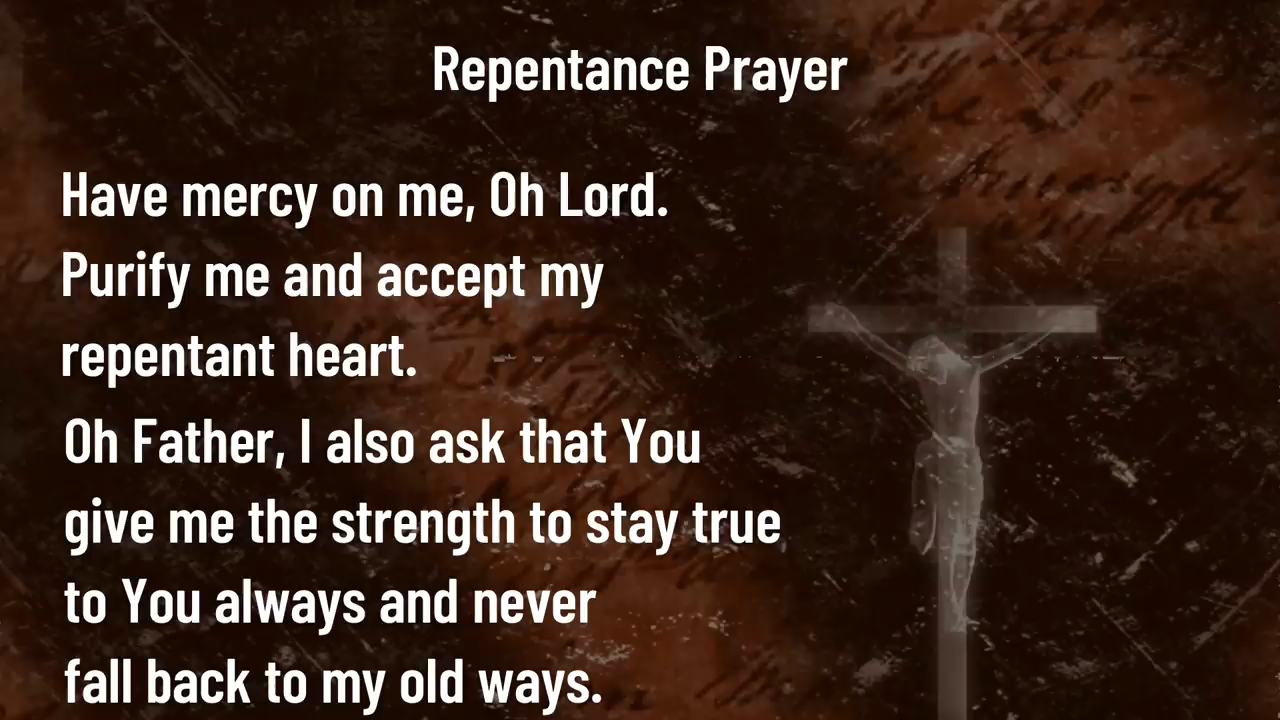 Repentance Prayer
Have mercy on me, Oh Lord.
Purify me and accept my
repentant heart.
Oh Father, I also ask that You
give me the strength to stay true
to You always and never
fall back to my old ways.